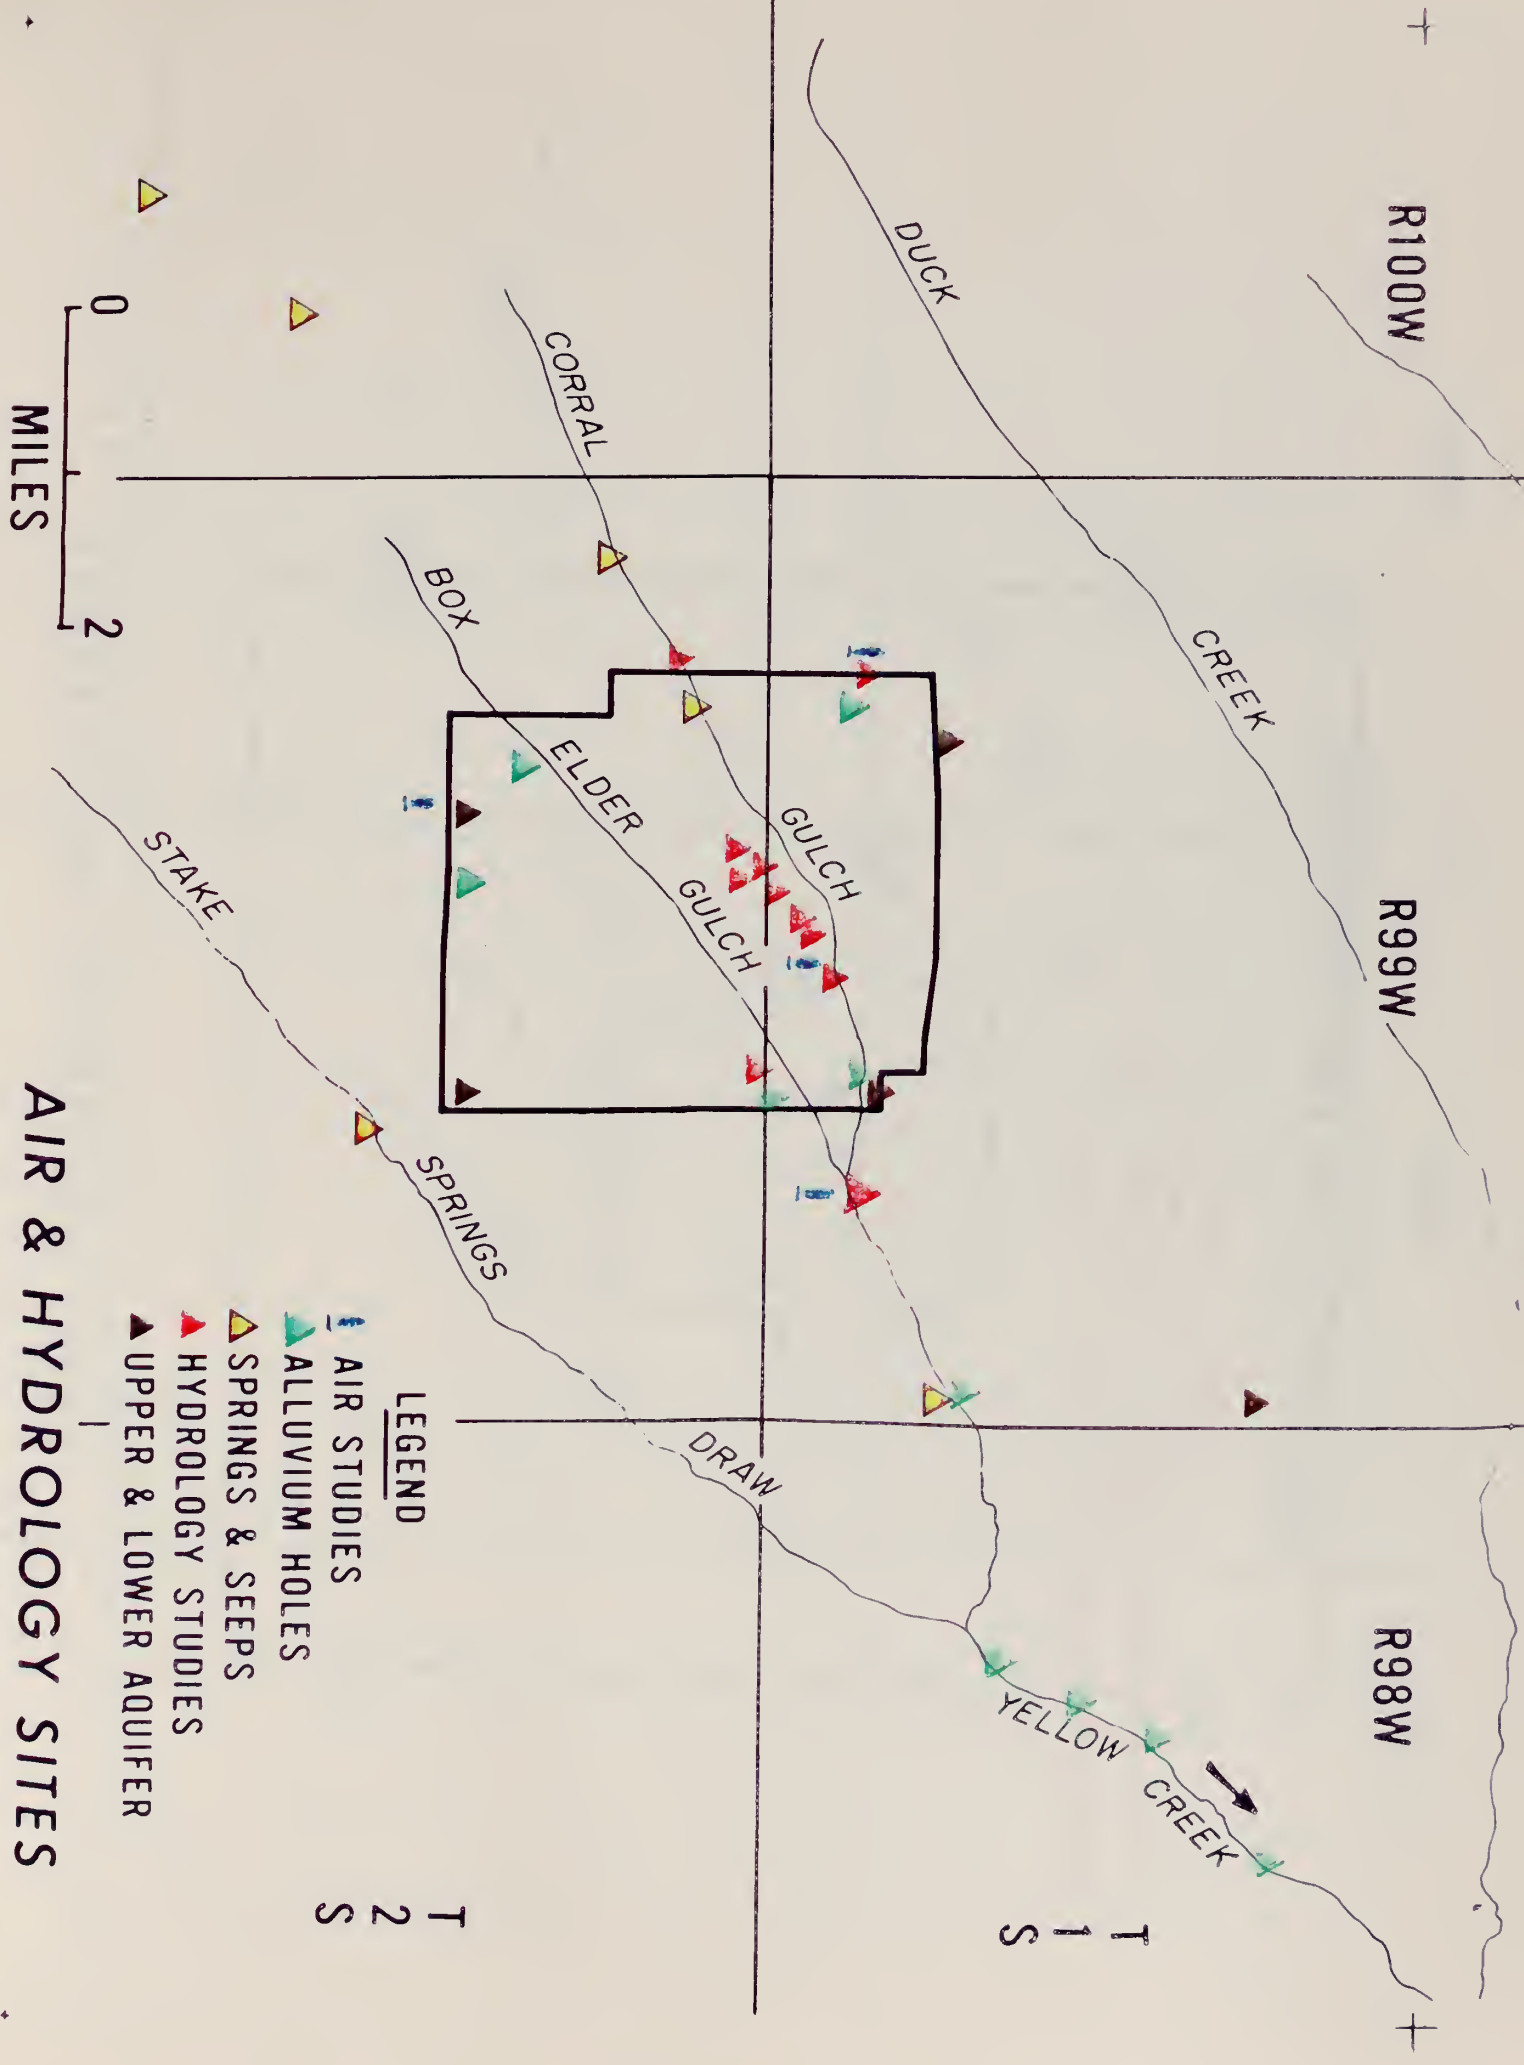 R100W
R99W
R98W
DUCK
CREEK
CORRAL
GULCH
BOX
ELDER
GULCH
STAKE
SPRINGS
DRAW
YELLOW
CREEK
T
1
S
T
2
S
0
2
MILES
LEGEND
AIR STUDIES
ALLUVIUM HOLES
SPRINGS & SEEPS
HYDROLOGY STUDIES
UPPER & LOWER AQUIFER
AIR & HYDROLOGY SITES